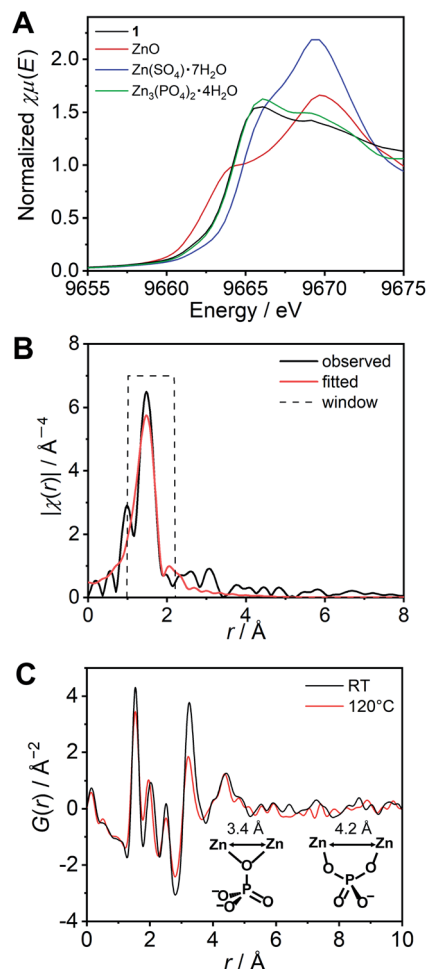 A
1
ZnO
Zn(SO₄)·7H₂O
Zn₃(PO₄)₂·4H₂O
Normalized χμ(E)
2.0
1.5
1.0
0.5
0.0
9655 9660 9665 9670 9675
Energy / eV
B
observed
fitted
window
|χ(r)| / Å⁻⁴
8
6
4
2
0
0 2 4 6 8
r / Å
C
RT
120°C
G(r) / Å⁻²
4
2
0
-2
-4
3.4 Å 4.2 Å
Zn Zn Zn Zn
O O O
⁻O P O P
O⁻ O O⁻
0 2 4 6 8 10
r / Å